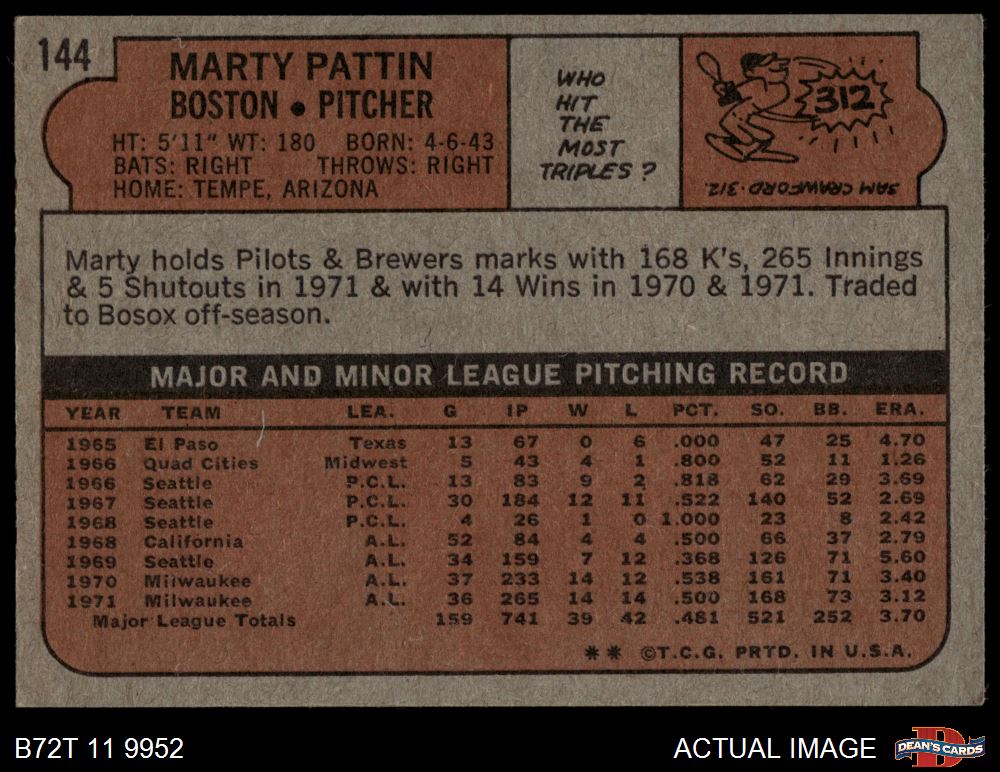 144
MARTY PATTIN
BOSTON • PITCHER
HT: 5'11" WT: 180 BORN: 4-6-43
BATS: RIGHT THROWS: RIGHT
HOME: TEMPE, ARIZONA
WHO
HIT
THE
MOST
TRIPLES ?
312
SAM CRAWFORD · 312
Marty holds Pilots & Brewers marks with 168 K's, 265 Innings
& 5 Shutouts in 1971 & with 14 Wins in 1970 & 1971. Traded
to Bosox off-season.
MAJOR AND MINOR LEAGUE PITCHING RECORD
YEAR TEAM LEA. G IP W L PCT. SO. BB. ERA.
1965 El Paso Texas 13 67 0 6 .000 47 25 4.70
1966 Quad Cities Midwest 5 43 4 1 .800 52 11 1.26
1966 Seattle P.C.L. 13 83 9 2 .818 62 29 3.69
1967 Seattle P.C.L. 30 184 12 11 .522 140 52 2.69
1968 Seattle P.C.L. 4 26 1 0 1.000 23 8 2.42
1968 California A.L. 52 84 4 4 .500 66 37 2.79
1969 Seattle A.L. 34 159 7 12 .368 126 71 5.60
1970 Milwaukee A.L. 37 233 14 12 .538 161 71 3.40
1971 Milwaukee A.L. 36 265 14 14 .500 168 73 3.12
Major League Totals 159 741 39 42 .481 521 252 3.70
** ©T.C.G. PRTD. IN U.S.A.
B72T 11 9952
ACTUAL IMAGE
D
DEAN'S CARDS